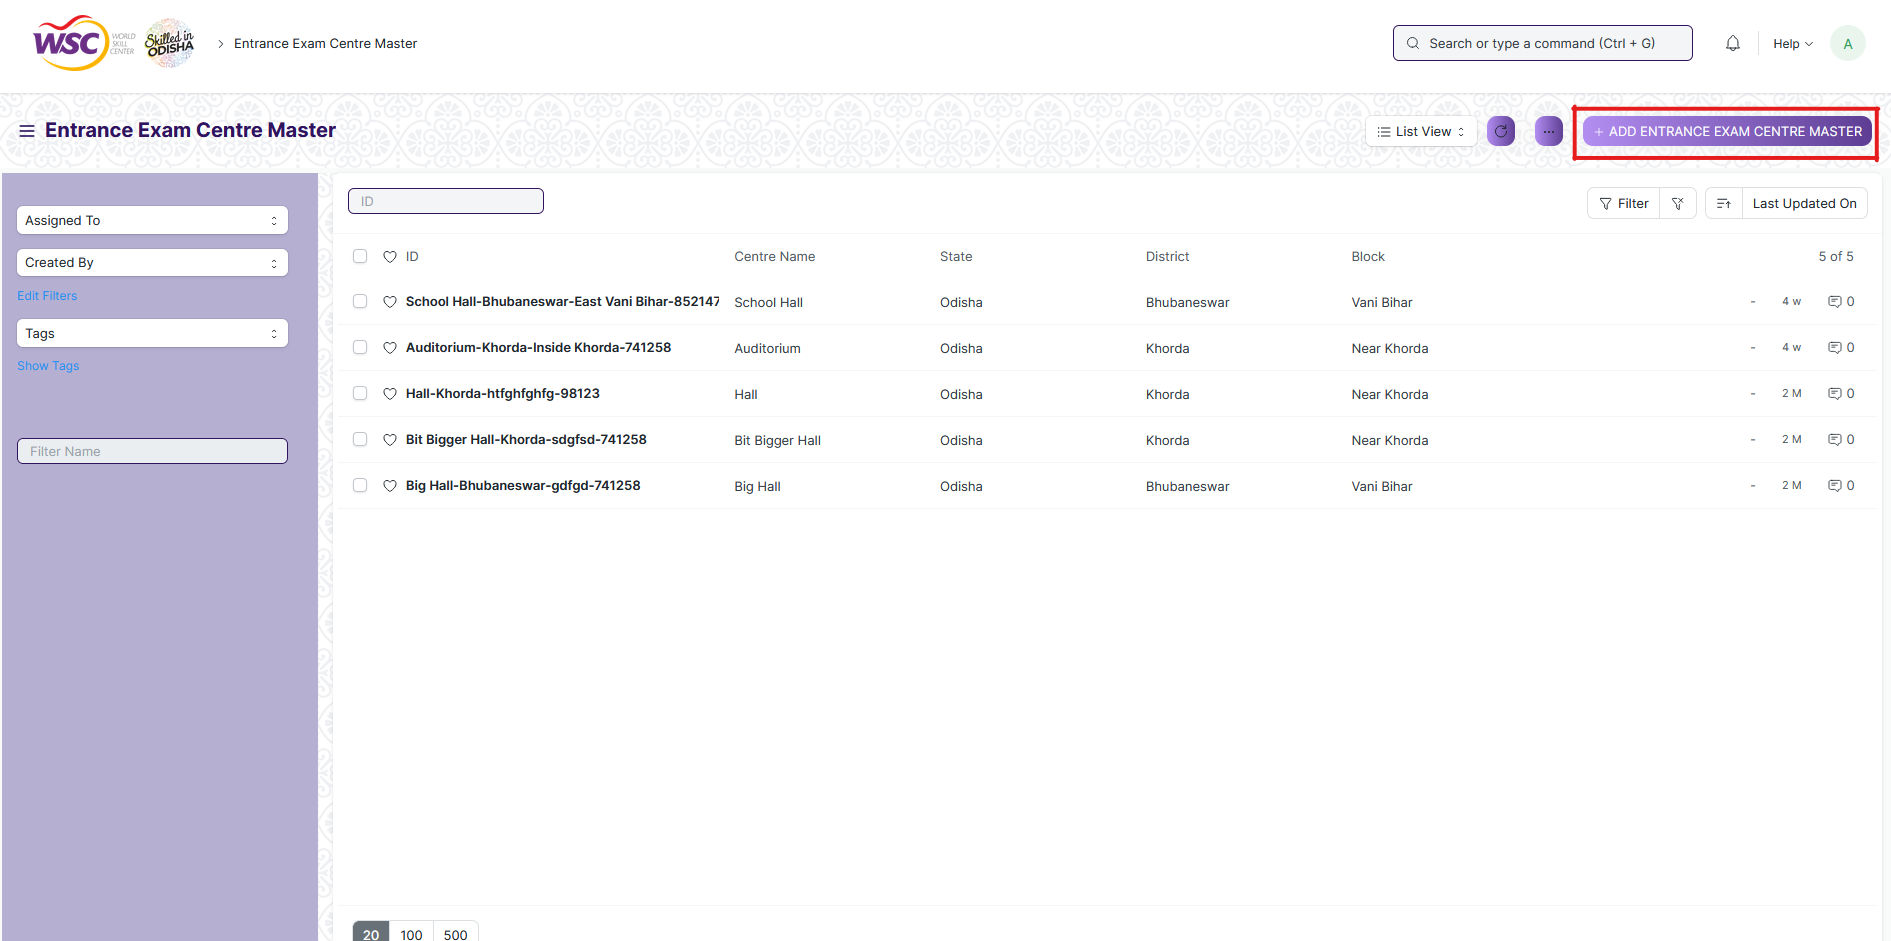 WSC WORLD SKILL CENTER Skilled in ODISHA > Entrance Exam Centre Master Search or type a command (Ctrl + G) Help A
Entrance Exam Centre Master List View ... + ADD ENTRANCE EXAM CENTRE MASTER
Assigned To
Created By
Edit Filters
Tags
Show Tags
Filter Name
ID Filter Last Updated On
ID Centre Name State District Block 5 of 5
School Hall-Bhubaneswar-East Vani Bihar-852147 School Hall Odisha Bhubaneswar Vani Bihar - 4 w 0
Auditorium-Khorda-Inside Khorda-741258 Auditorium Odisha Khorda Near Khorda - 4 w 0
Hall-Khorda-htfghfghfg-98123 Hall Odisha Khorda Near Khorda - 2 M 0
Bit Bigger Hall-Khorda-sdgfsd-741258 Bit Bigger Hall Odisha Khorda Near Khorda - 2 M 0
Big Hall-Bhubaneswar-gdfgd-741258 Big Hall Odisha Bhubaneswar Vani Bihar - 2 M 0
20 100 500